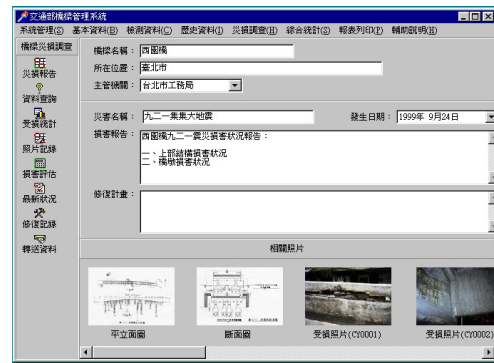 交通部橋樑管理系統
系統管理(S) 基本資料(B) 檢測資料(C) 歷史資料(I) 災損調查(H) 綜合統計(S) 報表列印(P) 輔助說明(H)
橋樑災損調查
災損報告
資料查詢
受損統計
照片記錄
損害評估
最新狀況
修復記錄
轉送資料
橋樑名稱： 西園橋
所在位置： 臺北市
主管機關： 台北市工務局
災害名稱： 九二一集集大地震 發生日期： 1999年 9月24日
損害報告： 西園橋九二一震災損害狀況報告：
一、上部結構損害狀況
二、橋墩損害狀況
修復計畫：
相關照片
平立面圖 斷面圖 受損照片(CY0001) 受損照片(CY0002)